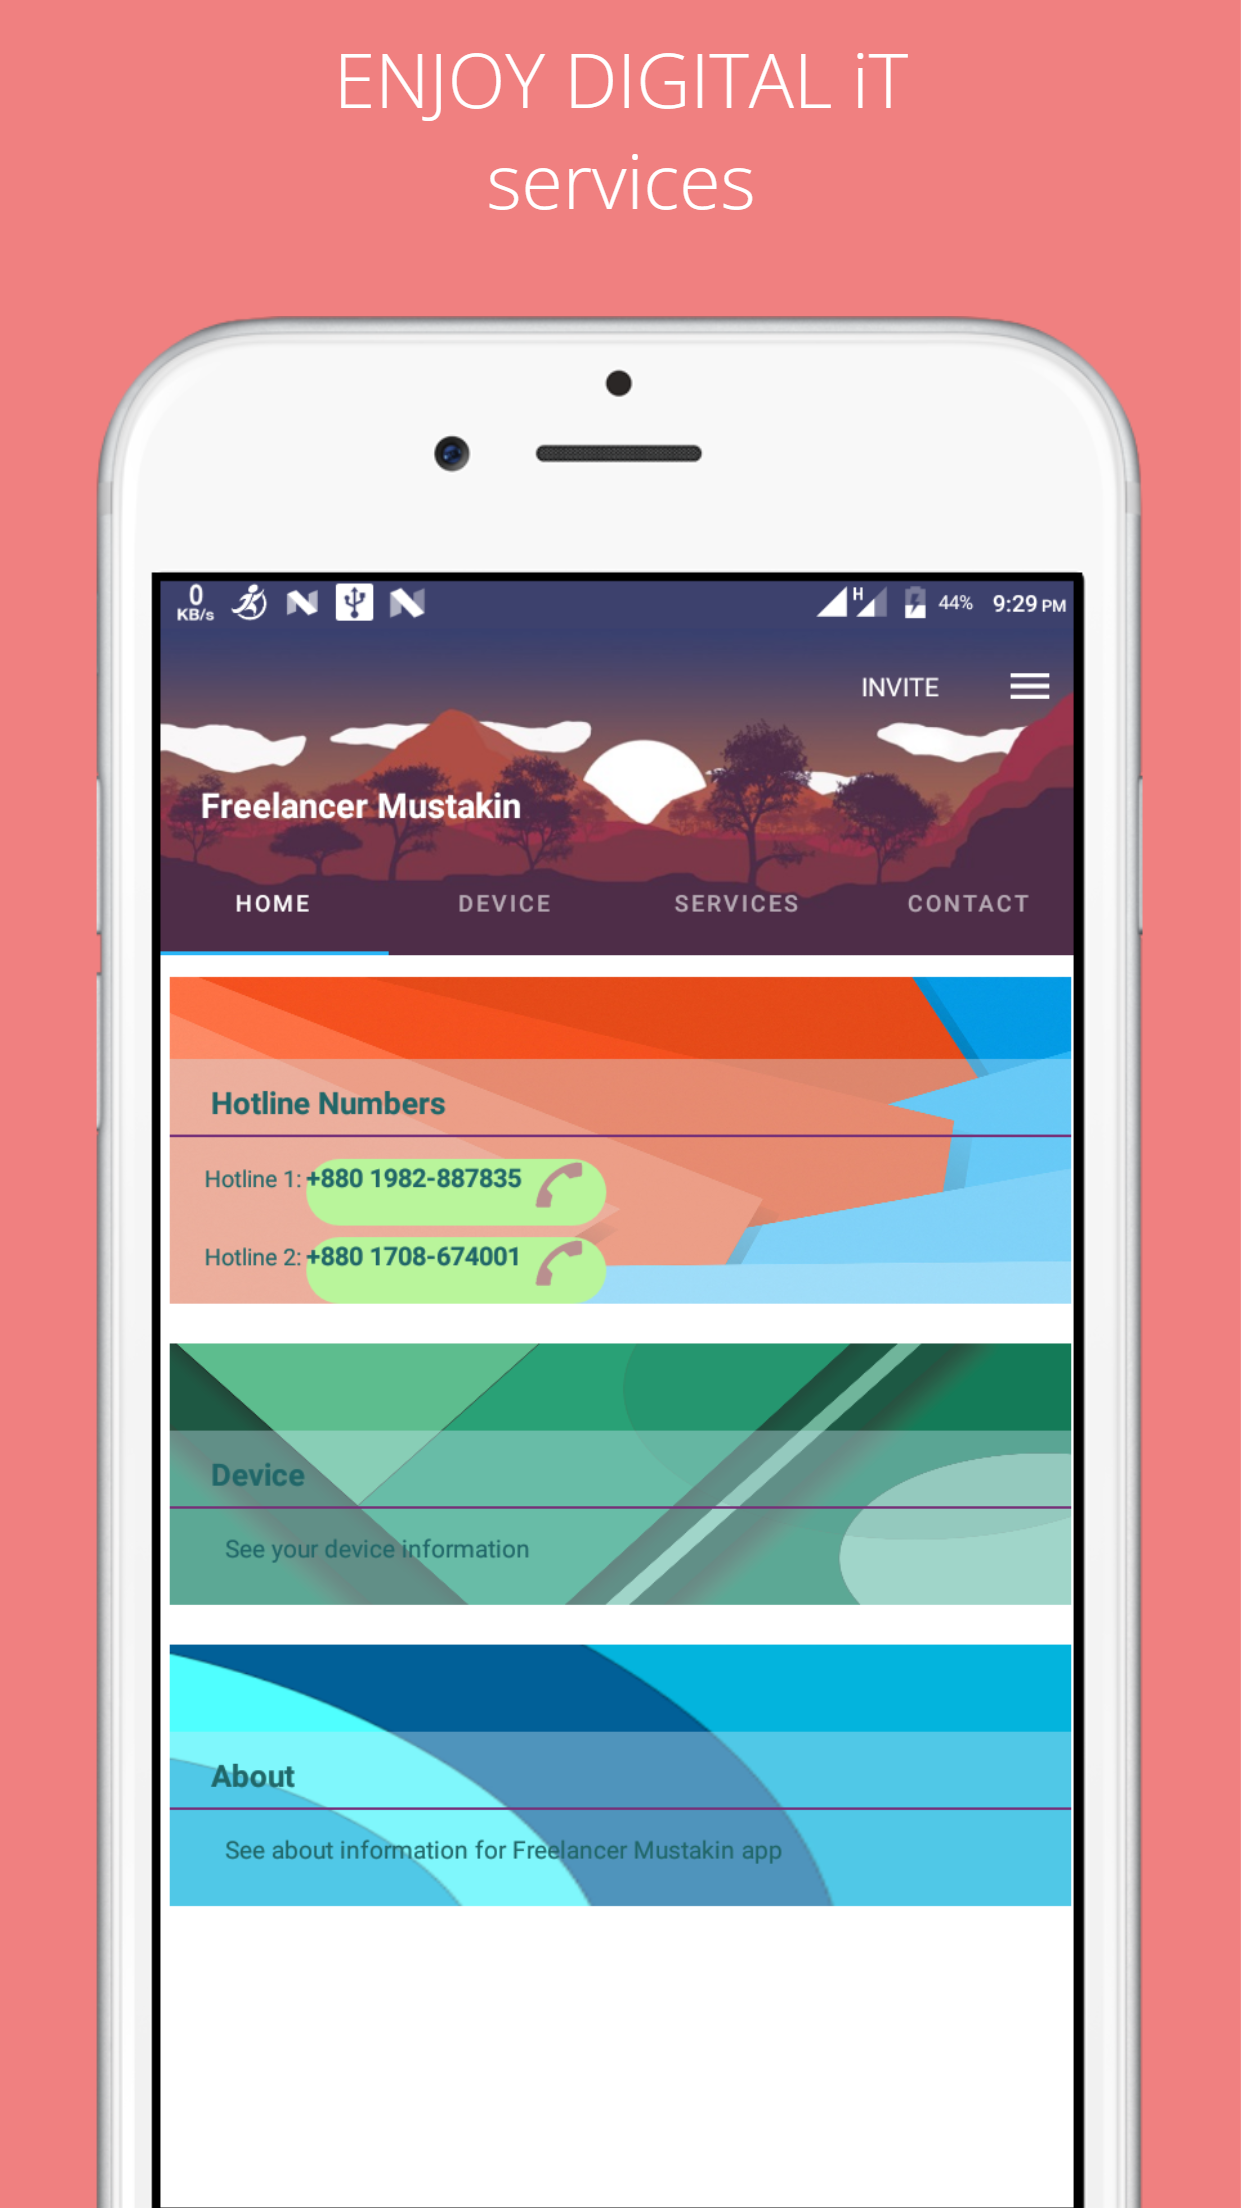 ENJOY DIGITAL iT
services
0
KB/s
H
44%
9:29 PM
INVITE
Freelancer Mustakin
HOME
DEVICE
SERVICES
CONTACT
Hotline Numbers
Hotline 1: +880 1982-887835
Hotline 2: +880 1708-674001
Device
See your device information
About
See about information for Freelancer Mustakin app